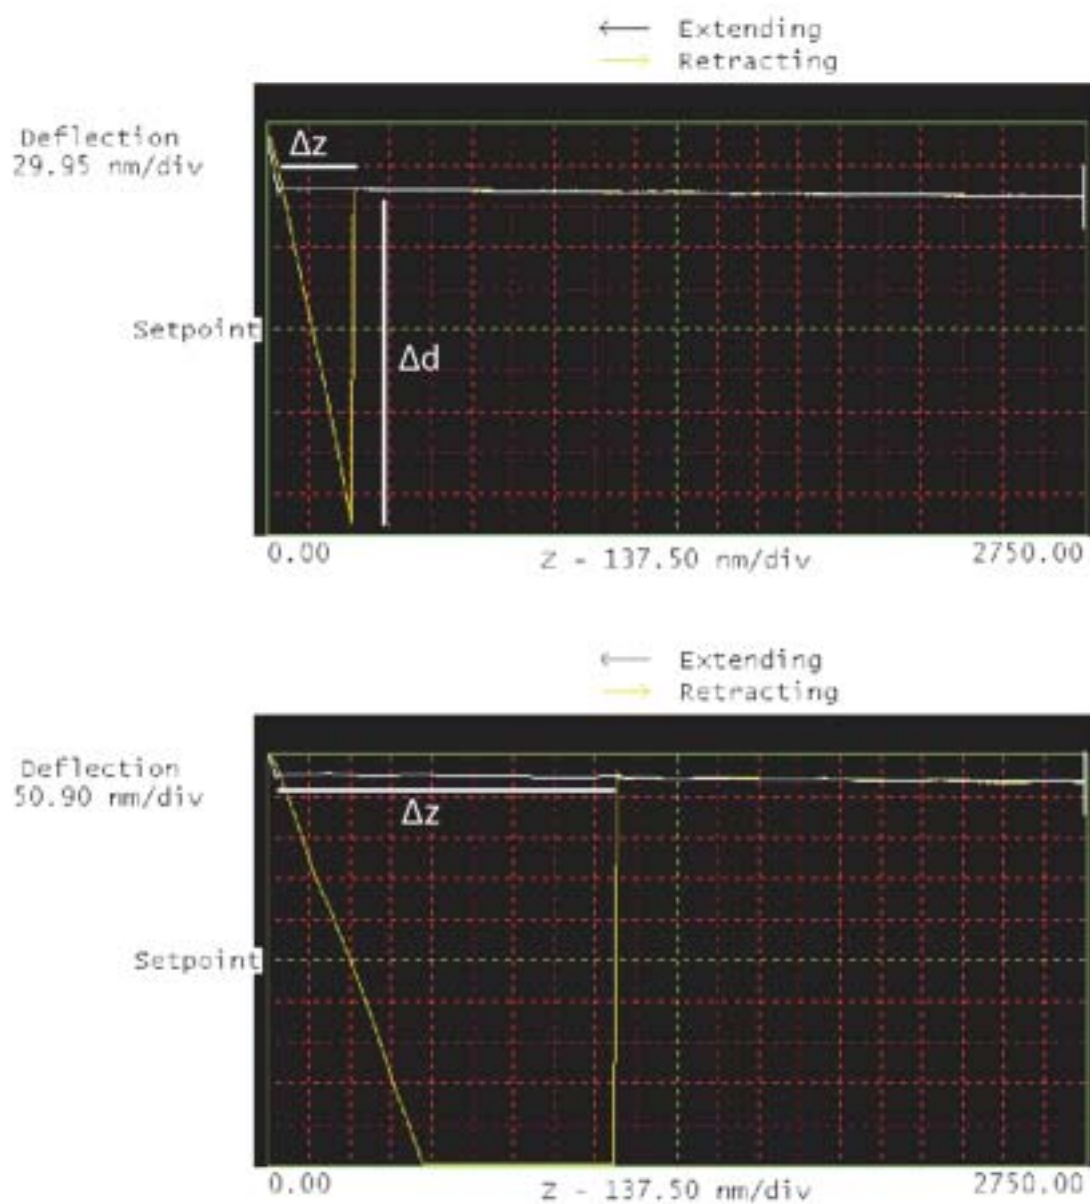 ← Extending
→ Retracting
Deflection
29.95 nm/div
Δz
Setpoint
Δd
0.00
Z - 137.50 nm/div
2750.00
← Extending
→ Retracting
Deflection
50.90 nm/div
Δz
Setpoint
0.00
Z - 137.50 nm/div
2750.00